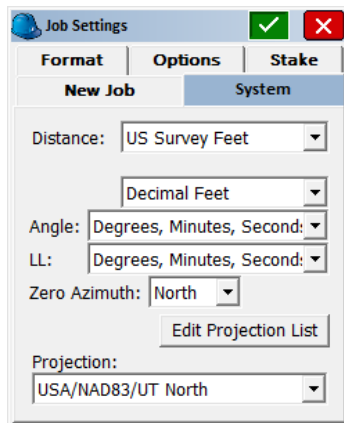 Job Settings
Format Options Stake
New Job System
Distance: US Survey Feet
Decimal Feet
Angle: Degrees, Minutes, Second:
LL: Degrees, Minutes, Second:
Zero Azimuth: North
Edit Projection List
Projection:
USA/NAD83/UT North